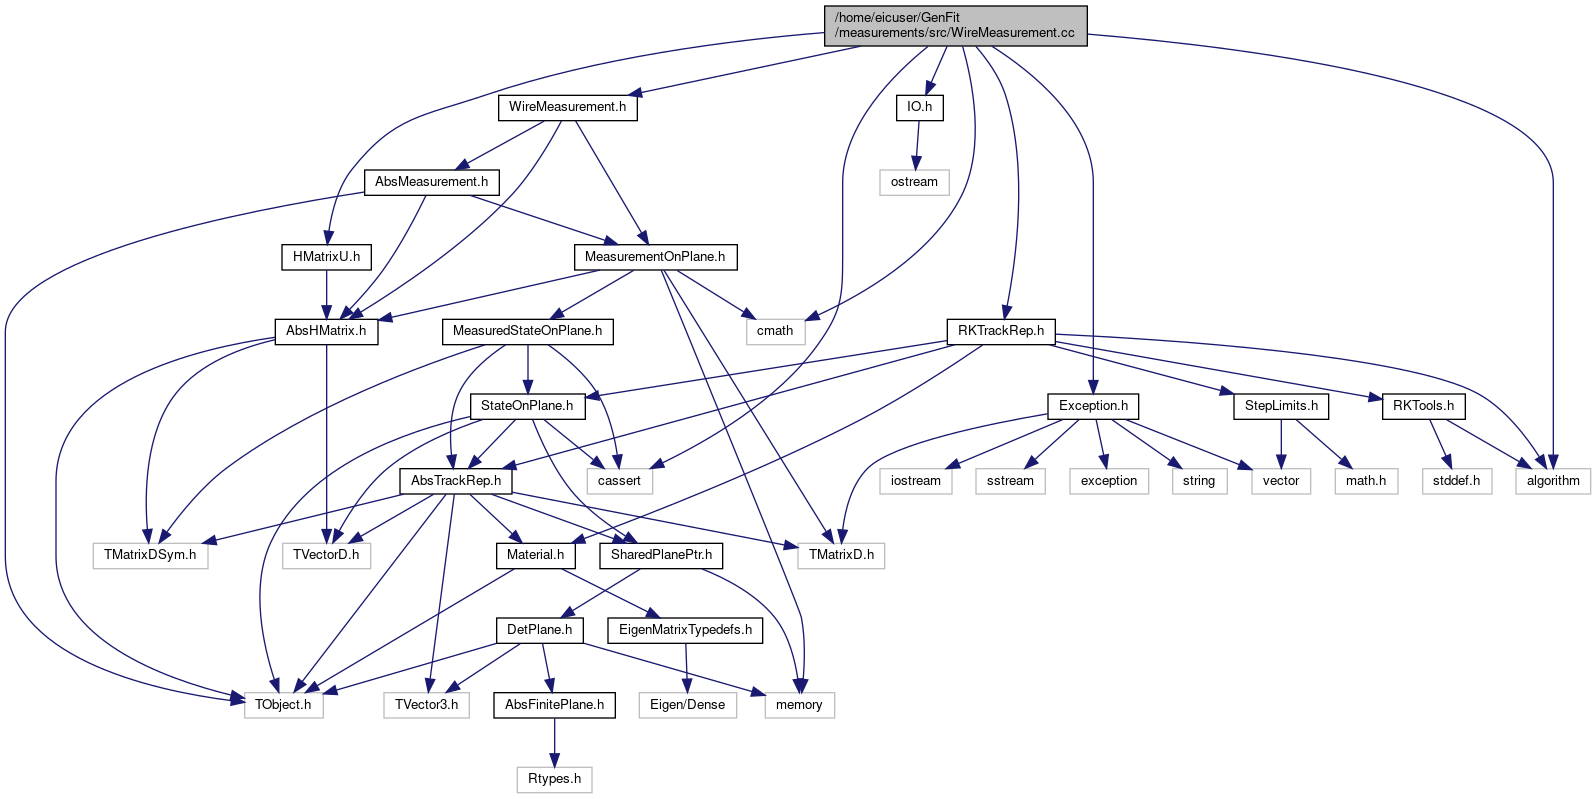 /home/eicuser/GenFit
/measurements/src/WireMeasurement.cc
WireMeasurement.h
IO.h
AbsMeasurement.h
ostream
HMatrixU.h
MeasurementOnPlane.h
AbsHMatrix.h
MeasuredStateOnPlane.h
cmath
RKTrackRep.h
StateOnPlane.h
Exception.h
StepLimits.h
RKTools.h
AbsTrackRep.h
cassert
iostream
sstream
exception
string
vector
math.h
stddef.h
algorithm
TMatrixDSym.h
TVectorD.h
Material.h
SharedPlanePtr.h
TMatrixD.h
DetPlane.h
EigenMatrixTypedefs.h
TObject.h
TVector3.h
AbsFinitePlane.h
Eigen/Dense
memory
Rtypes.h